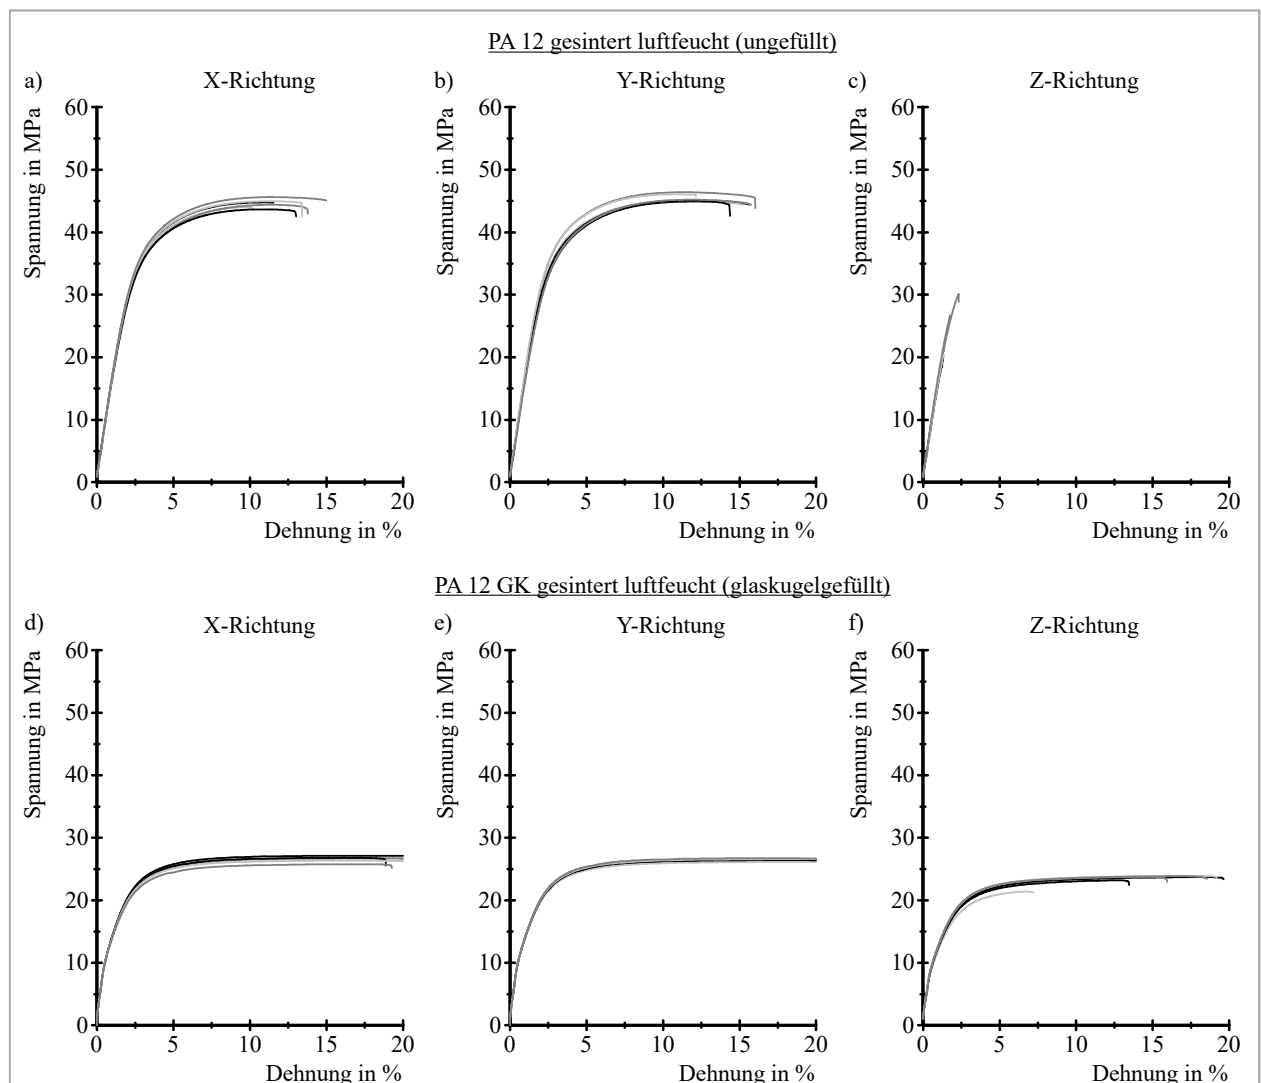 PA 12 gesintert luftfeucht (ungefüllt)
a) X-Richtung
Spannung in MPa
60
50
40
30
20
10
0
0 5 10 15 20
Dehnung in %
b) Y-Richtung
Spannung in MPa
60
50
40
30
20
10
0
0 5 10 15 20
Dehnung in %
c) Z-Richtung
Spannung in MPa
60
50
40
30
20
10
0
0 5 10 15 20
Dehnung in %
PA 12 GK gesintert luftfeucht (glaskugelgefüllt)
d) X-Richtung
Spannung in MPa
60
50
40
30
20
10
0
0 5 10 15 20
Dehnung in %
e) Y-Richtung
Spannung in MPa
60
50
40
30
20
10
0
0 5 10 15 20
Dehnung in %
f) Z-Richtung
Spannung in MPa
60
50
40
30
20
10
0
0 5 10 15 20
Dehnung in %